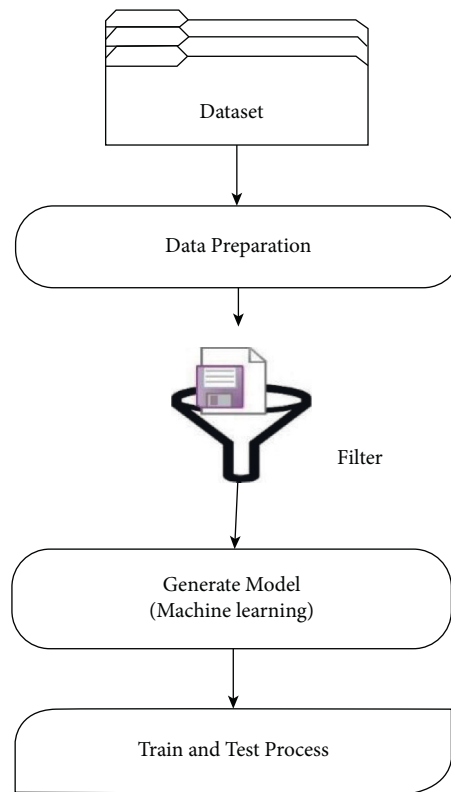 Dataset
Data Preparation
Filter
Generate Model
(Machine learning)
Train and Test Process